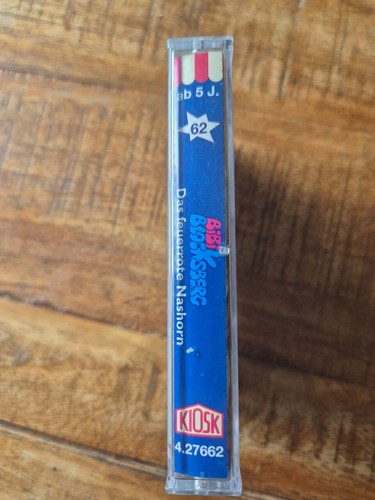 ab 5 J.
62
BiBi
BLOCKSBERG
Das feuerrote Nashorn
KIOSK
4.27662